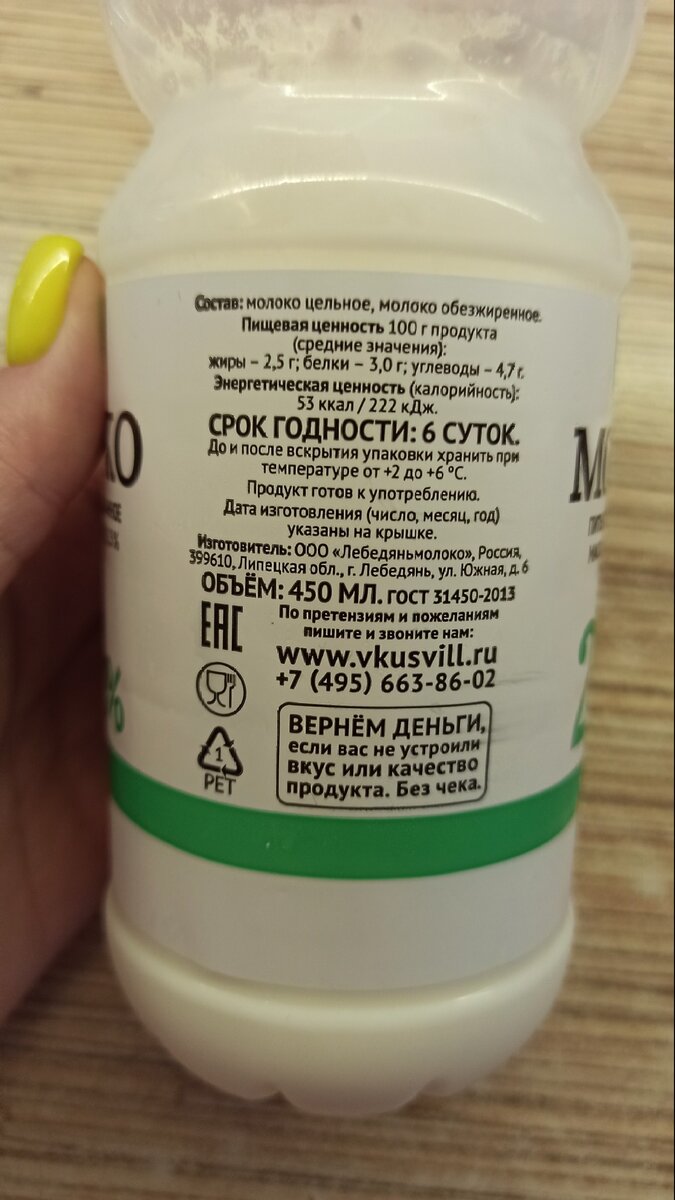 Состав: молоко цельное, молоко обезжиренное.
Пищевая ценность 100 г продукта
(средние значения):
жиры – 2,5 г; белки – 3,0 г; углеводы – 4,7 г.
Энергетическая ценность (калорийность):
53 ккал / 222 кДж.
СРОК ГОДНОСТИ: 6 СУТОК.
До и после вскрытия упаковки хранить при
температуре от +2 до +6 °С.
Продукт готов к употреблению.
Дата изготовления (число, месяц, год)
указаны на крышке.
Изготовитель: ООО «Лебедяньмолоко», Россия,
399610, Липецкая обл., г. Лебедянь, ул. Южная, д. 6
ОБЪЁМ: 450 МЛ. ГОСТ 31450-2013
По претензиям и пожеланиям
пишите и звоните нам:
www.vkusvill.ru
+7 (495) 663-86-02
EAC
1
PET
ВЕРНЁМ ДЕНЬГИ,
если вас не устроили
вкус или качество
продукта. Без чека.